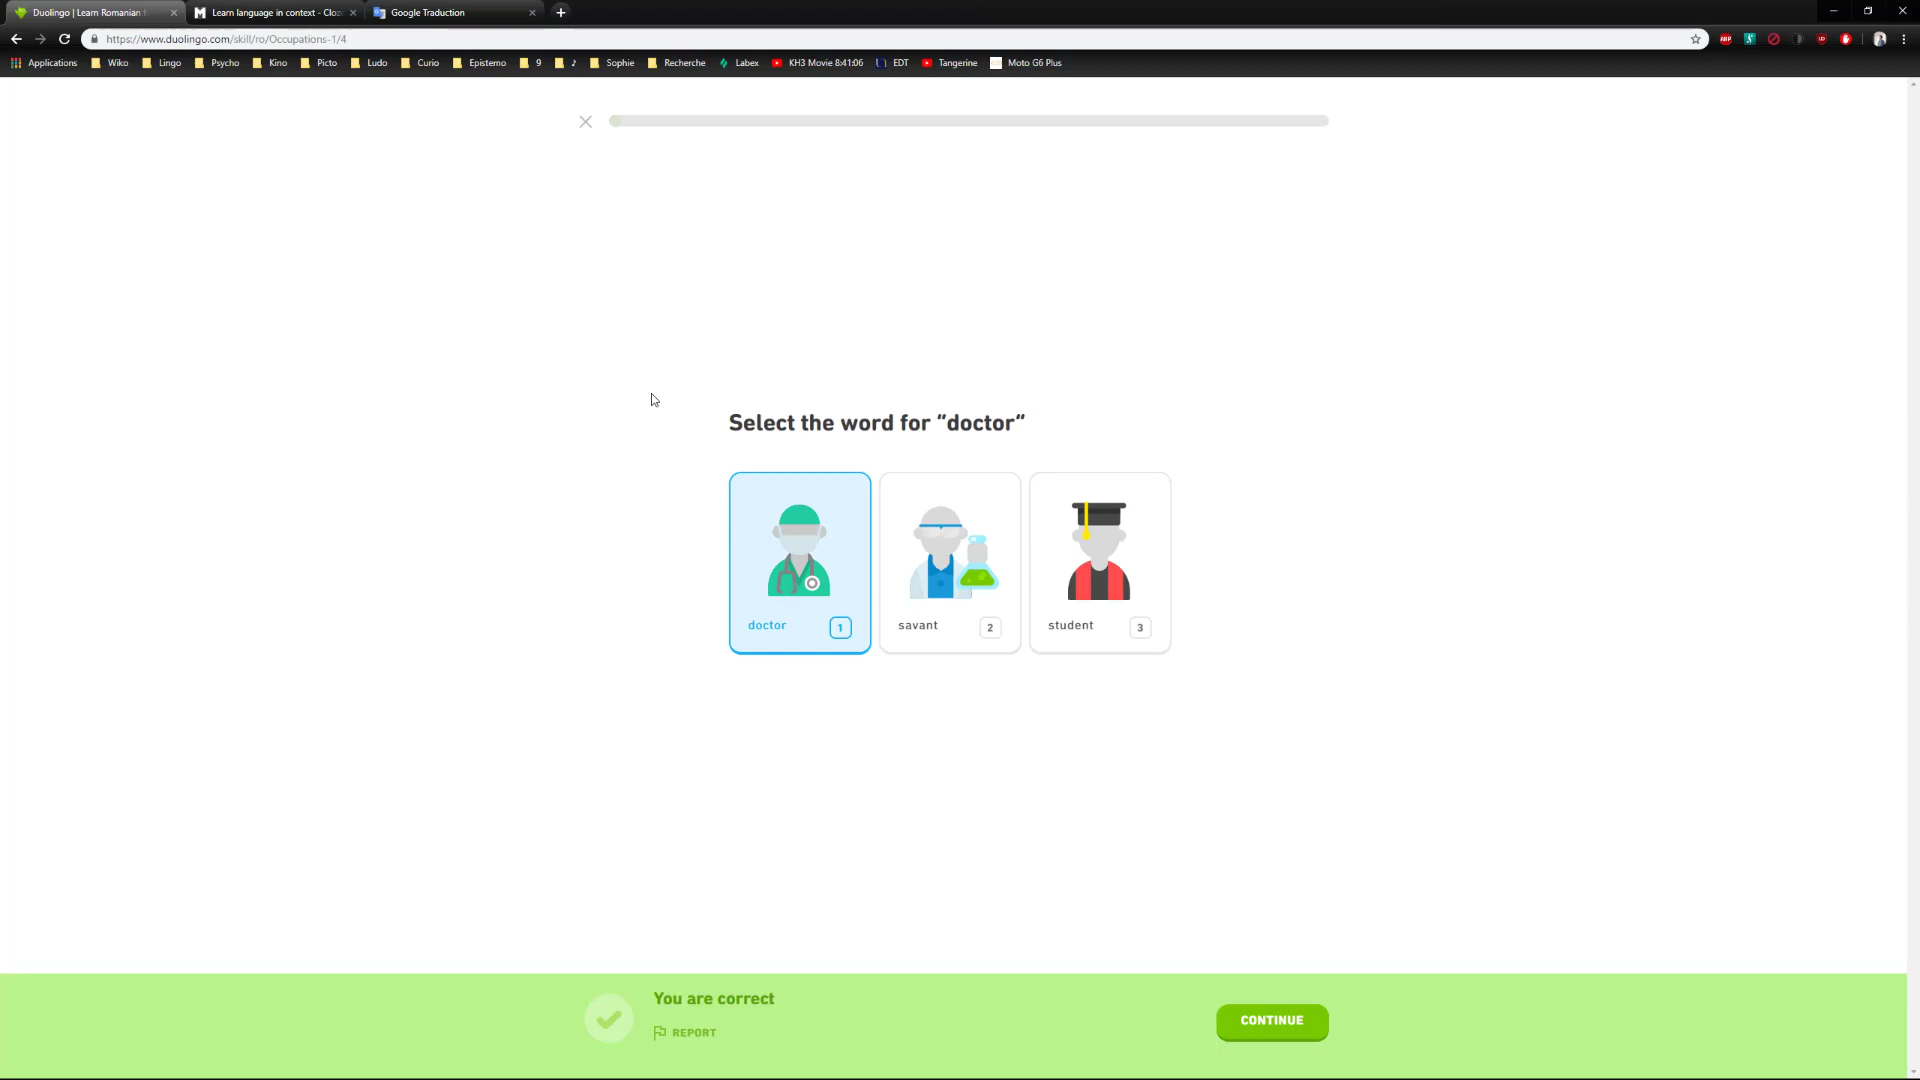 Duolingo | Learn Romanian
Learn language in context - Cloz
Google Traduction
https://www.duolingo.com/skill/ro/Occupations-1/4
ABP
Applications
Wiko
Lingo
Psycho
Kino
Picto
Ludo
Curio
Epistemo
9
♪
Sophie
Recherche
Labex
KH3 Movie 8:41:06
EDT
Tangerine
Moto G6 Plus
Select the word for “doctor”
doctor 1
savant 2
student 3
You are correct
REPORT
CONTINUE